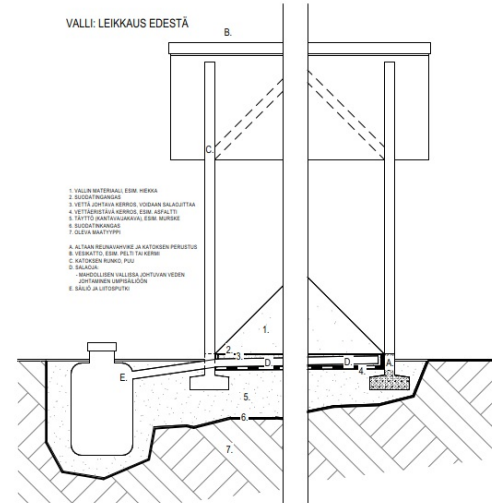 VALLI: LEIKKAUS EDESTÄ
B.
C.
1. VALLIN MATERIAALI, ESIM. HIEKKA
2. SUODATINGANGAS
3. VETTÄ JOHTAVA KERROS, VOIDAAN SALAOJITTAA
4. VETTÄERISTÄVÄ KERROS, ESIM. ASFALTTI
5. TÄYTTÖ (KANTAVA/JAKAVA), ESIM. MURSKE
6. SUODATINKANGAS
7. OLEVA MAATYYPPI
A. ALTAAN REUNAVAHVIKE JA KATOKSEN PERUSTUS
B. VESIKATTO, ESIM. PELTI TAI KERMI
C. KATOKSEN RUNKO, PUU
D. SALAOJA:
- MAHDOLLISEN VALLISSA JOHTUVAN VEDEN
JOHTAMINEN UMPISÄILIÖÖN
E. SÄILIÖ JA LIITOSPUTKI
1.
2.
3.
D. D. A.
4.
E.
5.
6.
7.